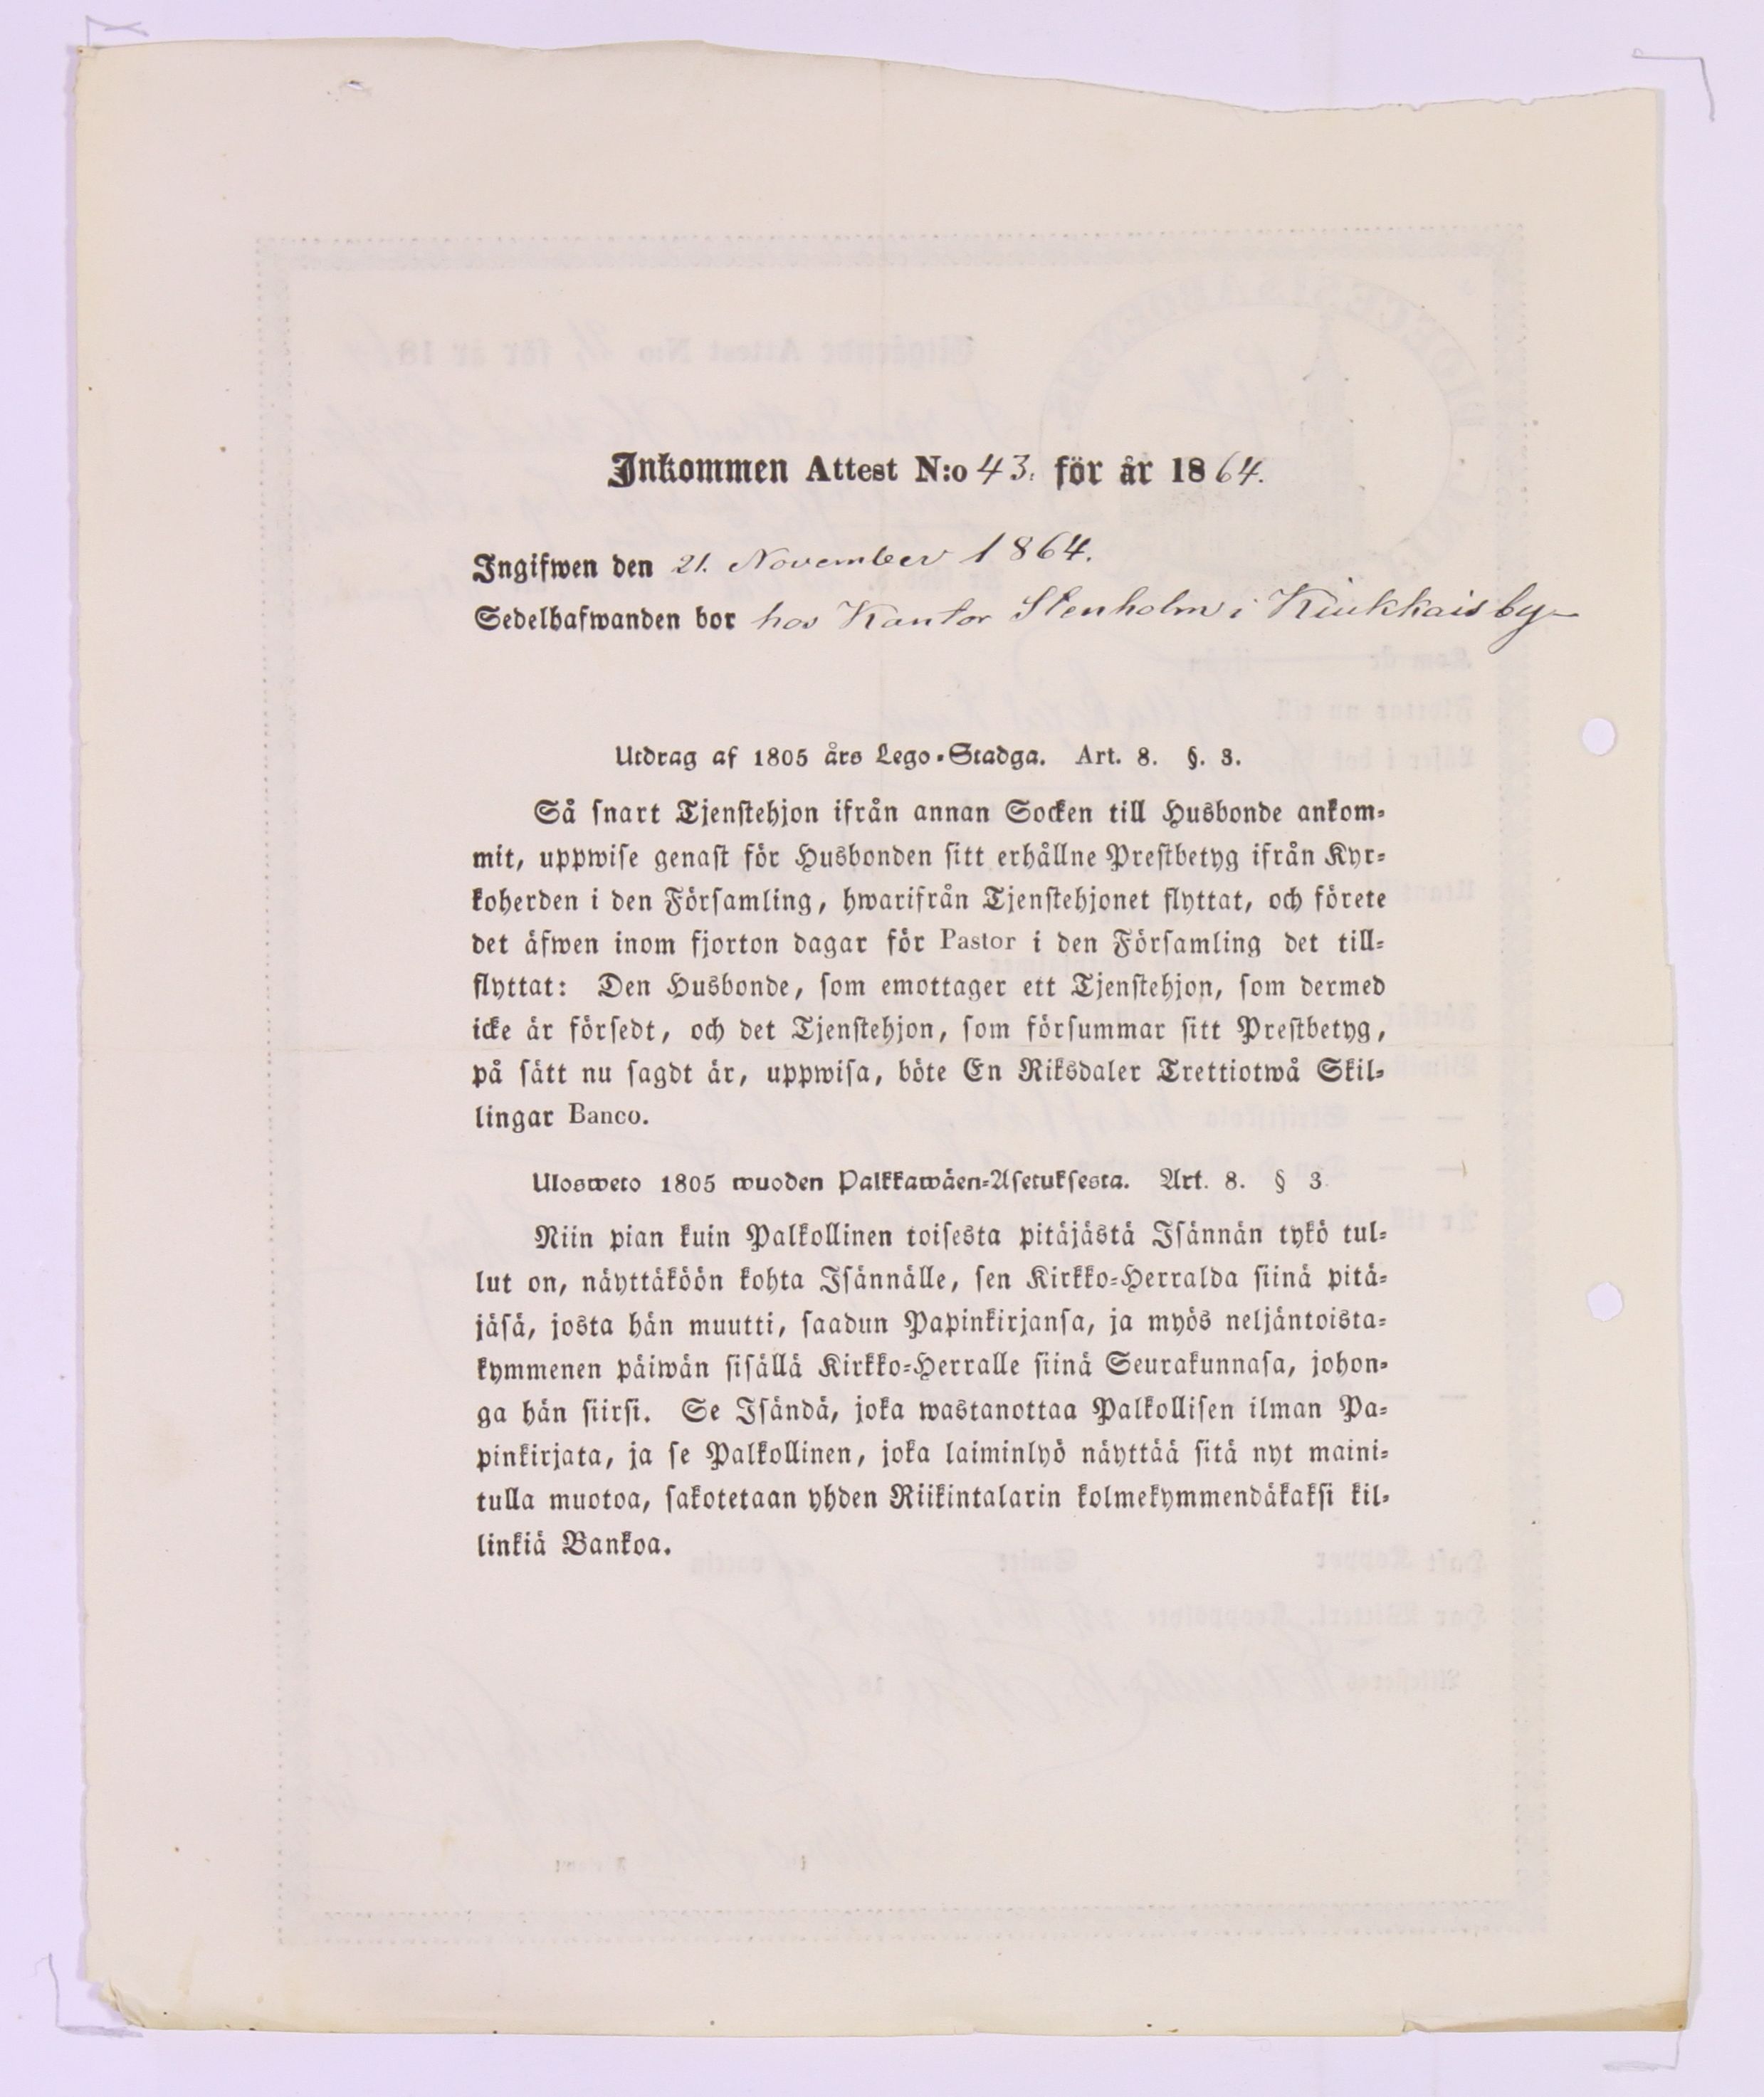 Inkommen Attest N:o 43. för år 1864.
Ingifwen den 21. November 1864.
Sedelhafwanden bor hos Kantor Stenholm i Kiukkais by
Utdrag af 1805 års Lego-Stadga. Art. 8. §. 3.
Så snart Tjenstehjon ifrån annan Socken till Husbonde ankom-
mit, uppwise genast för Husbonden sitt erhållne Prestbetyg ifrån Kyr-
koherden i den Församling, hwarifrån Tjenstehjonet flyttat, och förete
det äfwen inom fjorton dagar för Pastor i den Församling det till-
flyttat: Den Husbonde, som emottager ett Tjenstehjon, som dermed
icke är försedt, och det Tjenstehjon, som försummar sitt Prestbetyg,
på sätt nu sagdt är, uppwisa, böte En Riksdaler Trettiotwå Skil-
lingar Banco.
Ulosweto 1805 wuoden Palkkawäen-Asetuksesta. Art. 8. § 3
Niin pian kuin Palkollinen toisesta pitäjästä Isännän tykö tul-
lut on, näyttäköön kohta Isännälle, sen Kirkko-Herralda siinä pitä-
jäsä, josta hän muutti, saadun Papinkirjansa, ja myös neljäntoista-
kymmenen päiwän sisällä Kirkko-Herralle siinä Seurakunnasa, johon-
ga hän siirsi. Se Isändä, joka wastanottaa Palkollisen ilman Pa-
pinkirjata, ja se Palkollinen, joka laiminlyö näyttää sitä nyt maini-
tulla muotoa, sakotetaan yhden Riikintalarin kolmekymmendäkaksi kil-
linkiä Bankoa.